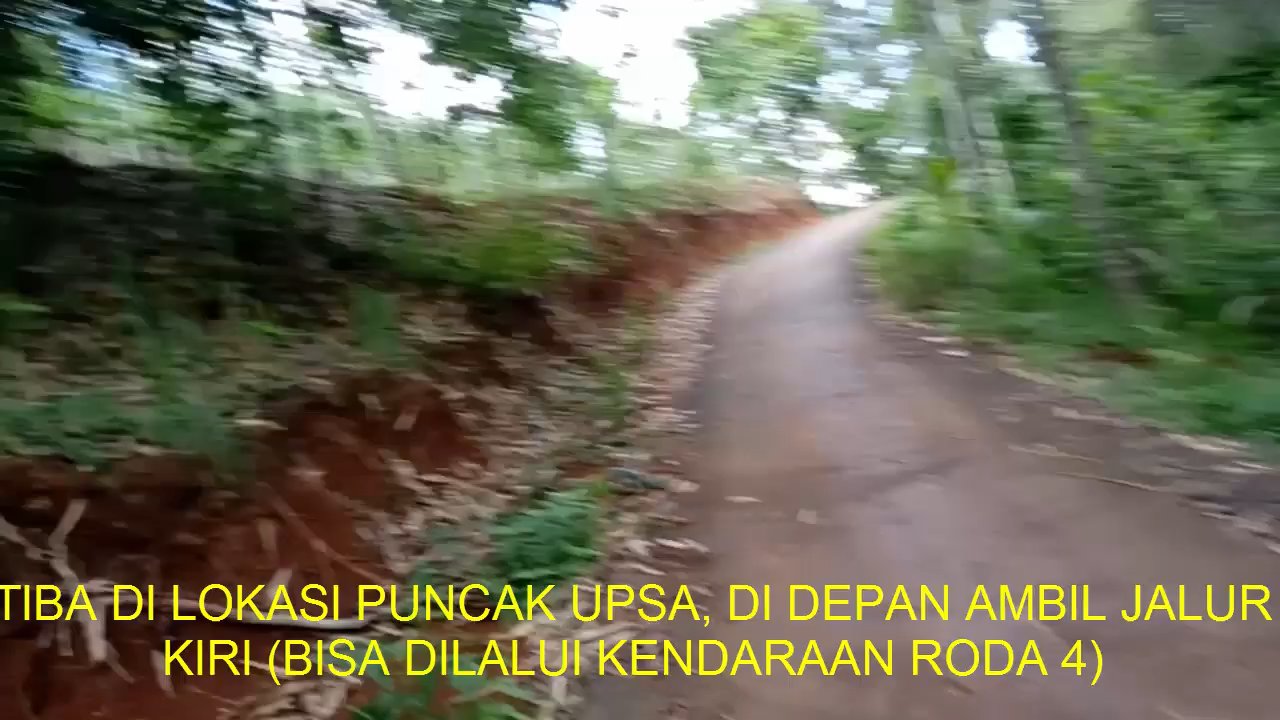 TIBA DI LOKASI PUNCAK UPSA, DI DEPAN AMBIL JALUR
KIRI (BISA DILALUI KENDARAAN RODA 4)